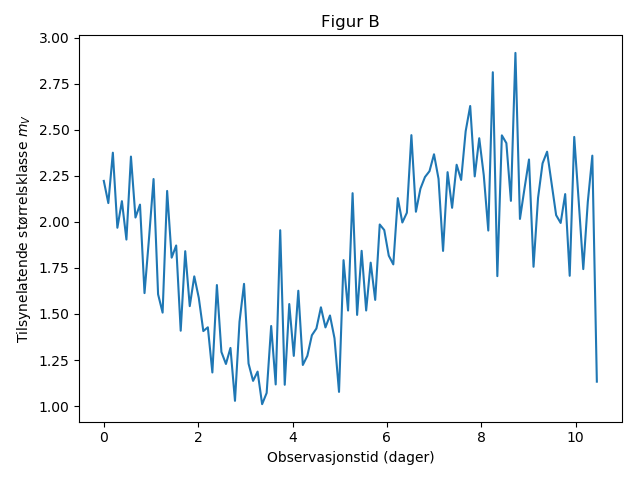 Figur B
Tilsynelatende størrelsklasse m_V
3.00
2.75
2.50
2.25
2.00
1.75
1.50
1.25
1.00
0 2 4 6 8 10
Observasjonstid (dager)